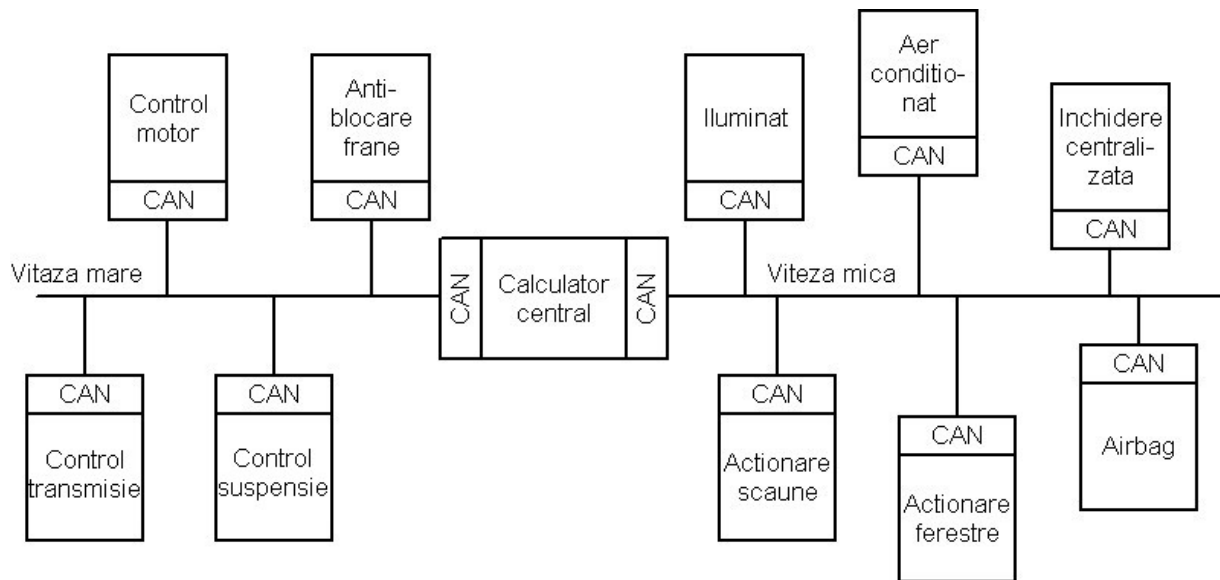 Control
motor
CAN
Anti-
blocare
frane
CAN
Iluminat
CAN
Aer
conditio-
nat
CAN
Inchidere
centrali-
zata
CAN
Vitaza mare
CAN
Calculator
central
CAN
Viteza mica
CAN
Control
transmisie
CAN
Control
suspensie
CAN
Actionare
scaune
CAN
Actionare
ferestre
CAN
Airbag